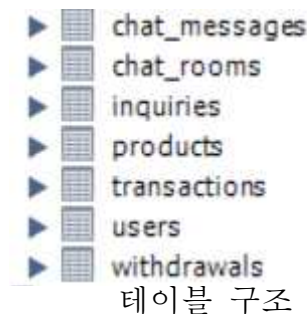 chat_messages
chat_rooms
inquiries
products
transactions
users
withdrawals
테이블 구조